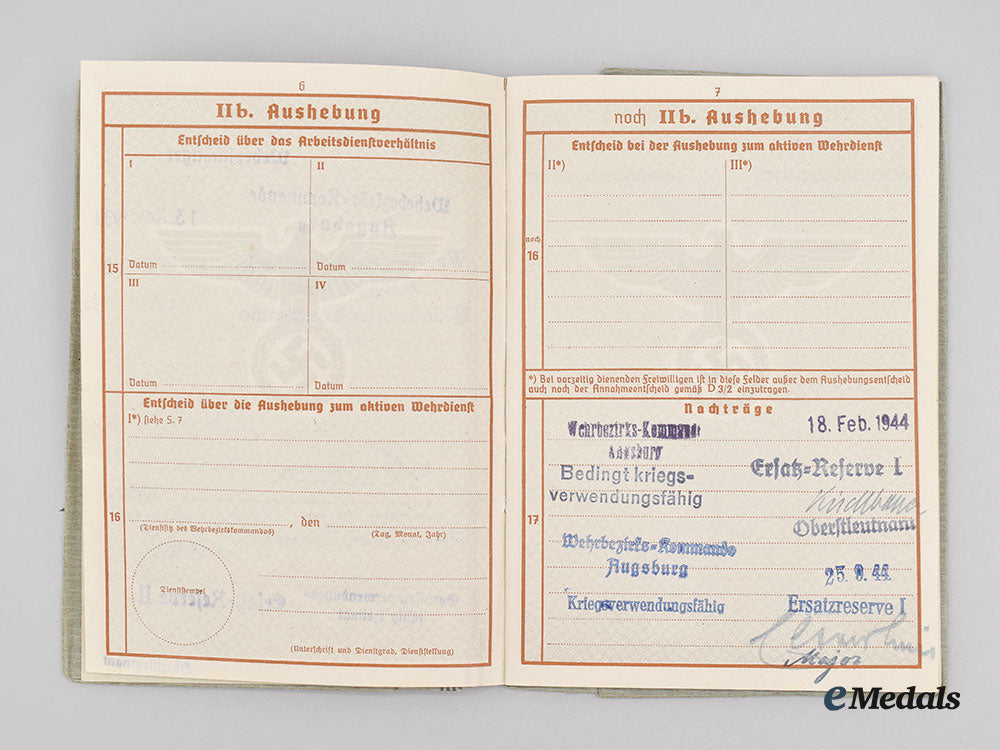 6
II b. Aushebung
Entscheid über das Arbeitsdienstverhältnis
15
I
II
Datum
Datum
III
IV
Datum
Datum
Entscheid über die Aushebung zum aktiven Wehrdienst
16
I*) siehe S. 7
, den
(Dienstsitz des Wehrbezirkskommandos)
(Tag, Monat, Jahr)
Dienststempel
(Unterschrift und Dienstgrad, Dienststellung)
7
noch II b. Aushebung
Entscheid bei der Aushebung zum aktiven Wehrdienst
noch 16
II*)
III*)
*) Bei vorzeitig dienenden Freiwilligen ist in diese Felder außer dem Aushebungsentscheid
auch noch der Annahmeentscheid gemäß D 3/2 einzutragen.
Nachträge
17
Wehrbezirks-Kommando
Augsburg
18. Feb. 1944
Bedingt kriegs-
verwendungsfähig
Ersatz-Reserve I
Oberstleutnant
Wehrbezirks-Kommando
Augsburg
25. 9. 44
Kriegsverwendungsfähig
Ersatzreserve I
Major
eMedals